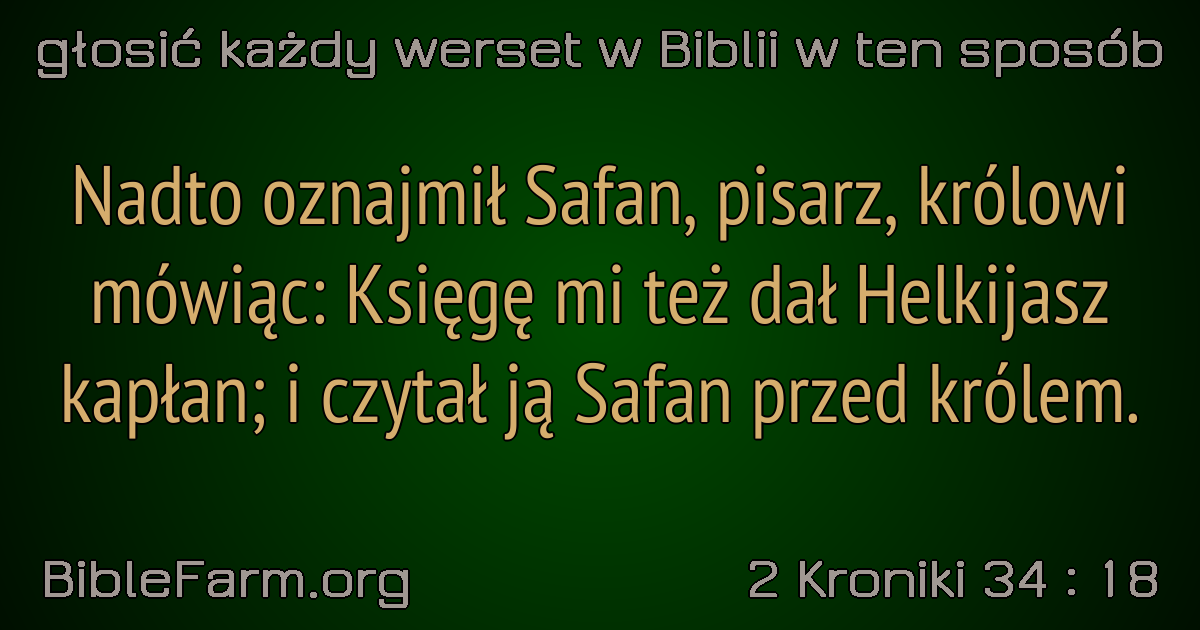 głosić każdy werset w Biblii w ten sposób
Nadto oznajmił Safan, pisarz, królowi
mówiąc: Księgę mi też dał Helkijasz
kapłan; i czytał ją Safan przed królem.
BibleFarm.org
2 Kroniki 34 : 18